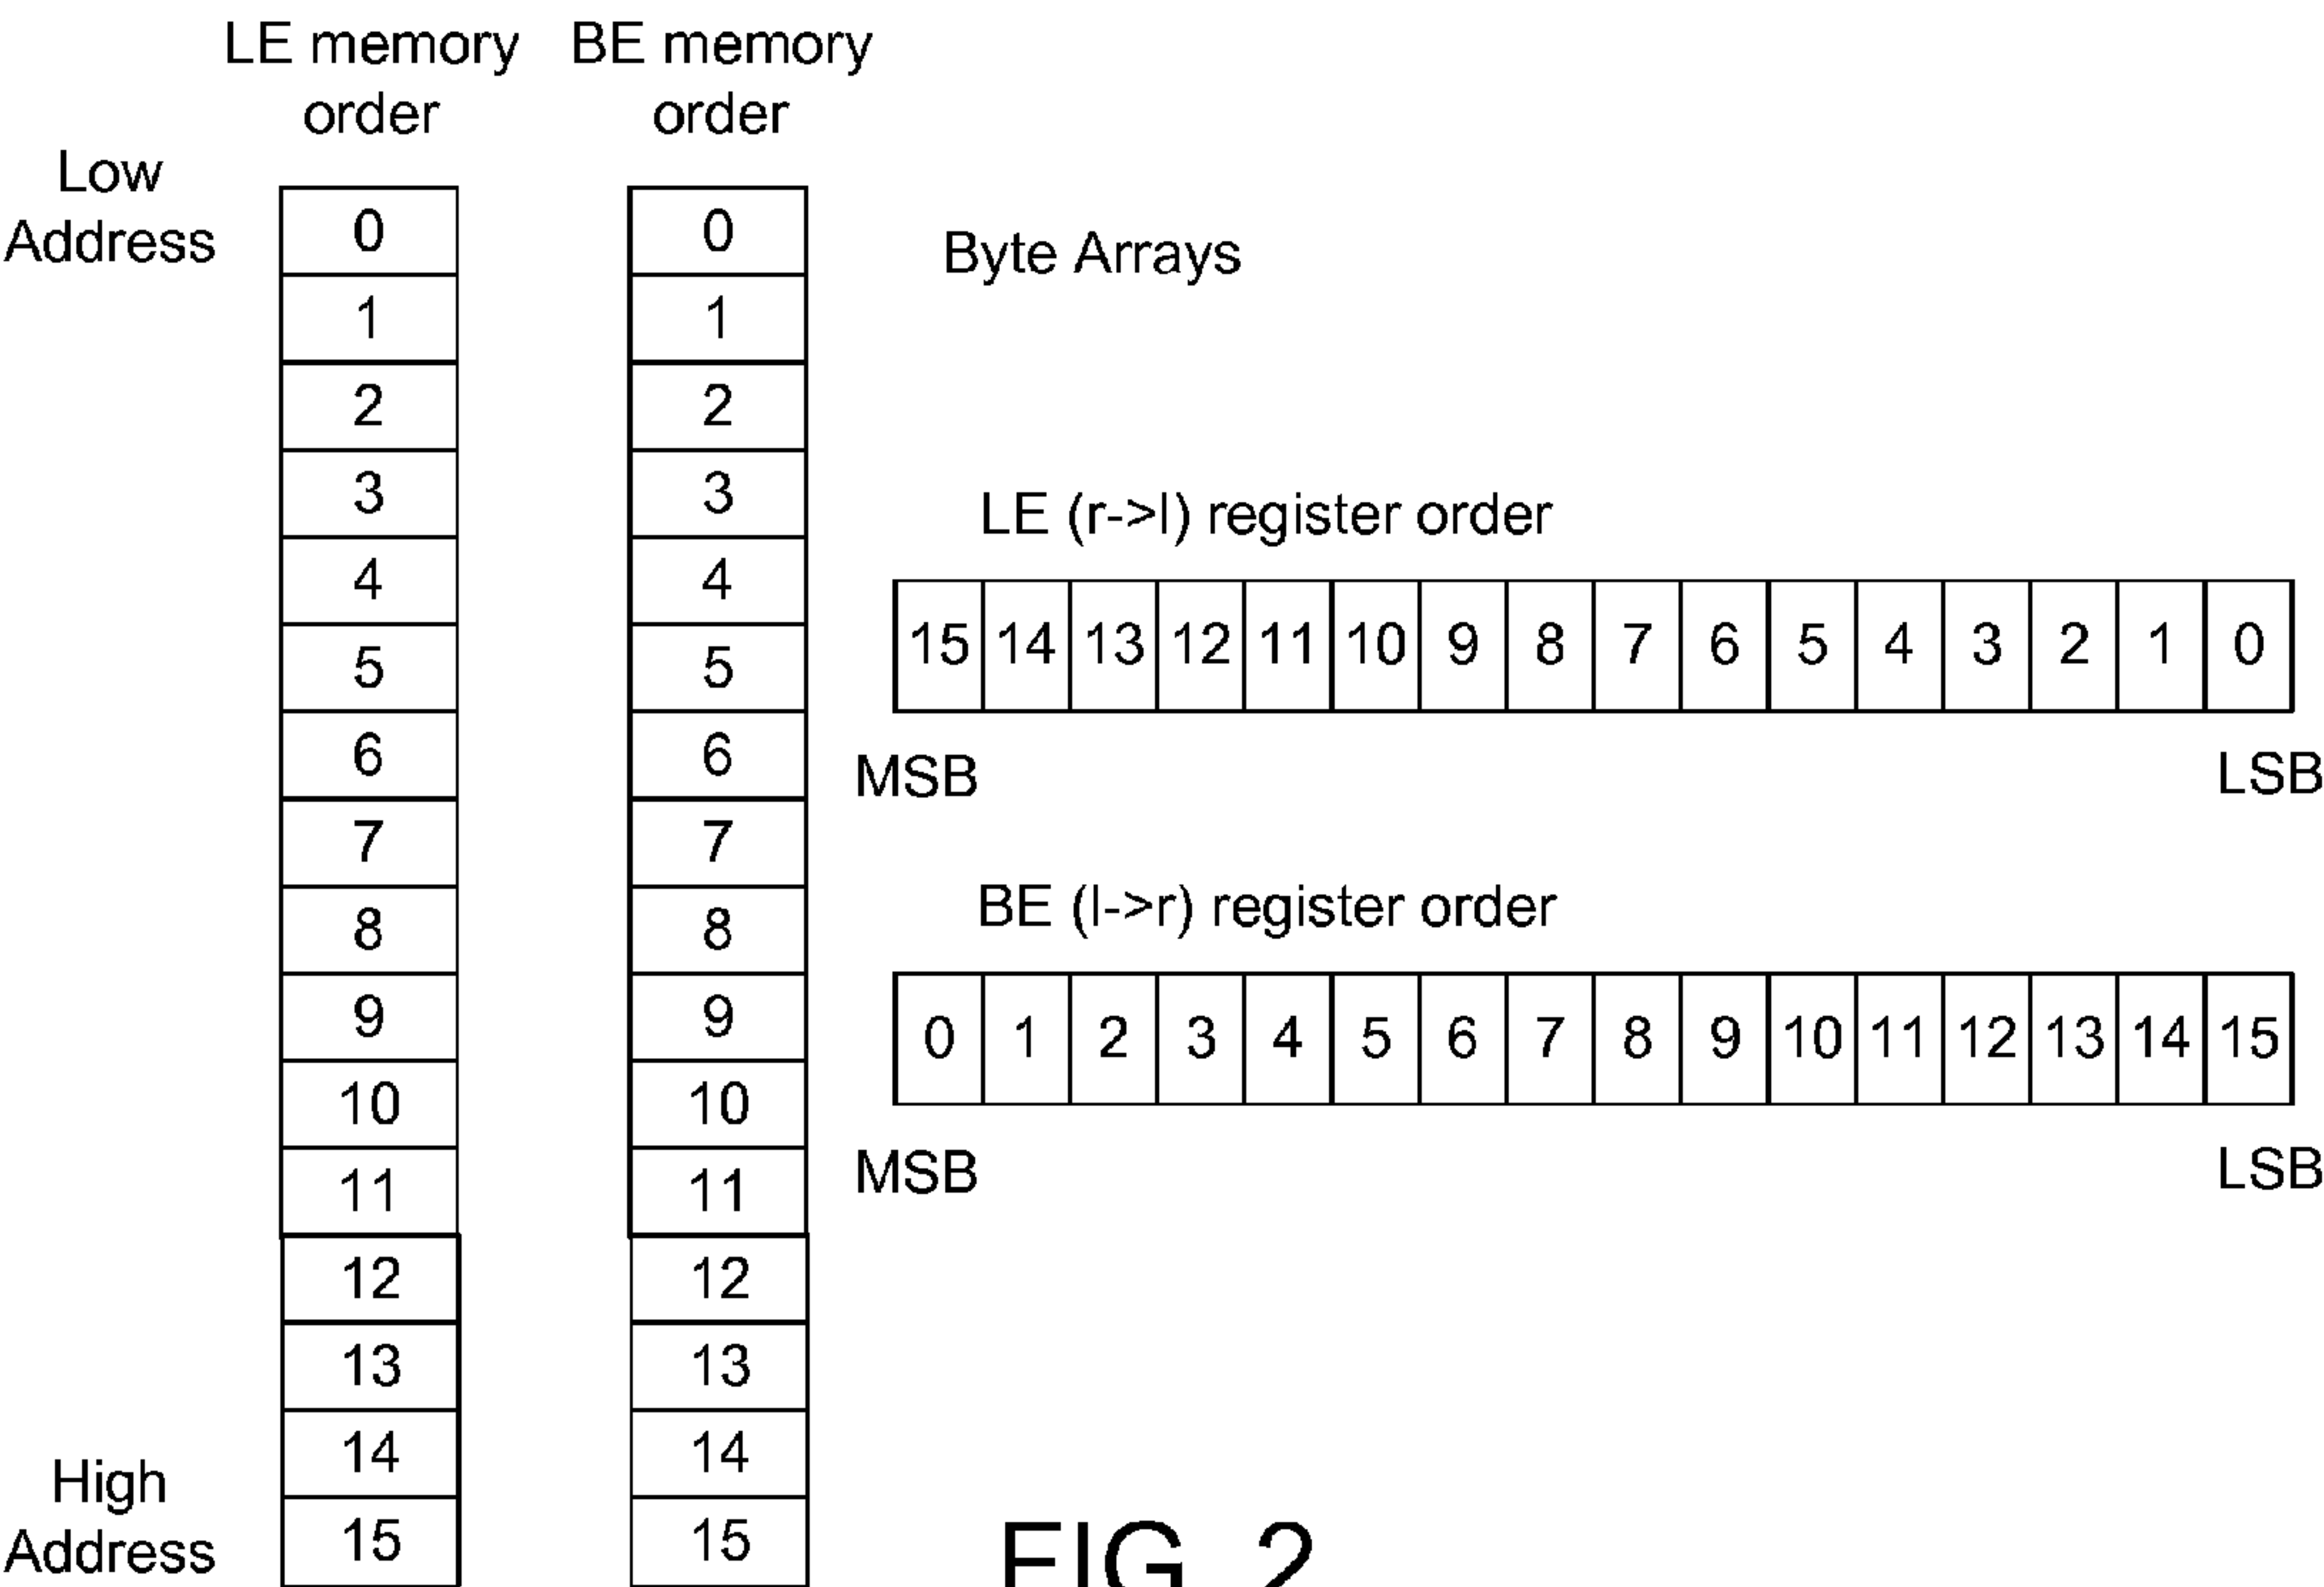 LE memory BE memory
order order
Low
Address
0 0
Byte Arrays
1 1
2 2
3 3
LE (r->l) register order
4 4
5 5
15 14 13 12 11 10 9 8 7 6 5 4 3 2 1 0
6 6
MSB LSB
7 7
8 8
BE (l->r) register order
9 9
0 1 2 3 4 5 6 7 8 9 10 11 12 13 14 15
10 10
11 11
MSB LSB
12 12
13 13
14 14
High
Address
15 15
FIG. 2